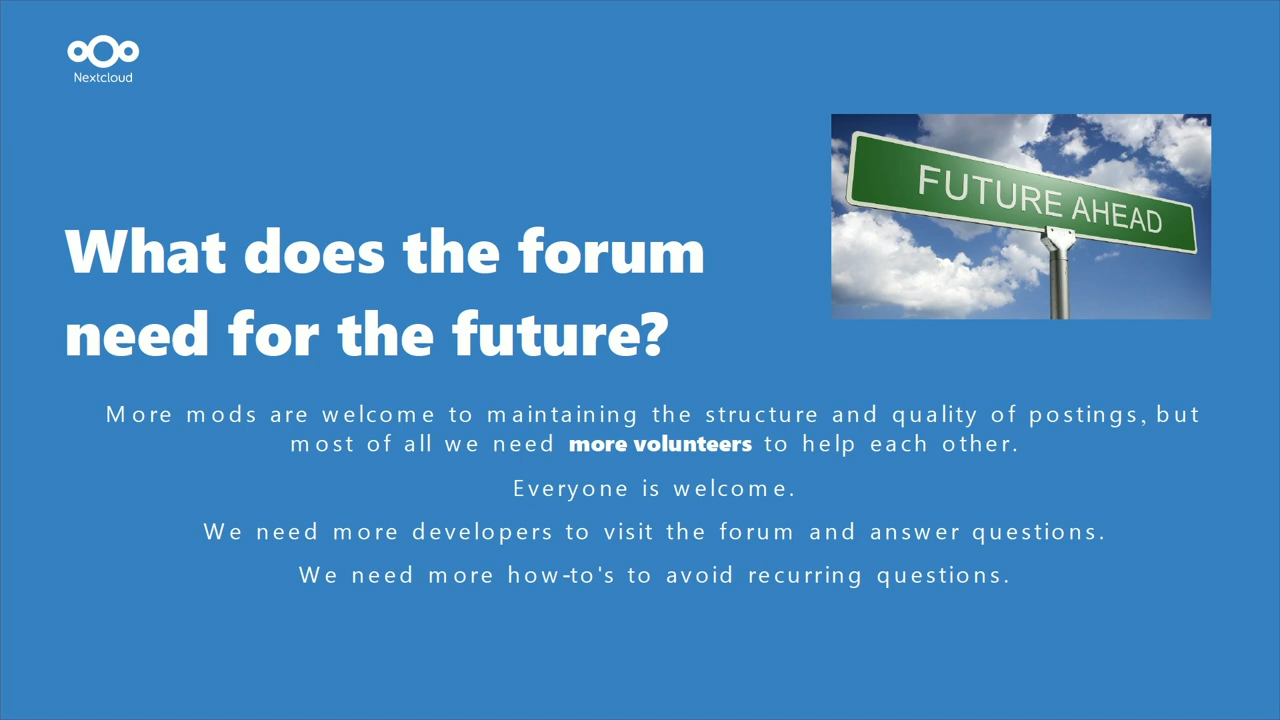 Nextcloud
FUTURE AHEAD
What does the forum
need for the future?
More mods are welcome to maintaining the structure and quality of postings, but
most of all we need more volunteers to help each other.
Everyone is welcome.
We need more developers to visit the forum and answer questions.
We need more how-to's to avoid recurring questions.